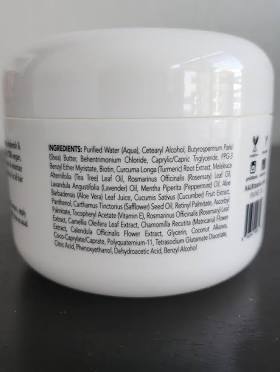 INGREDIENTS: Purified Water (Aqua), Cetearyl Alcohol, Butyrospermum Parkii
(Shea) Butter, Behentrimonium Chloride, Caprylic/Capric Triglyceride, PPG-3
Benzyl Ether Myristate, Biotin, Curcuma Longa (Turmeric) Root Extract, Melaleuca
Alternifolia (Tea Tree) Leaf Oil, Rosmarinus Officinalis (Rosemary) Leaf Oil,
Lavandula Angustifolia (Lavender) Oil, Mentha Piperita (Peppermint) Oil, Aloe
Barbadensis (Aloe Vera) Leaf Juice, Cucumis Sativus (Cucumber) Fruit Extract,
Panthenol, Carthamus Tinctorius (Safflower) Seed Oil, Retinyl Palmitate, Ascorbyl
Palmitate, Tocopheryl Acetate (Vitamin E), Rosmarinus Officinalis (Rosemary) Leaf
Extract, Camellia Oleifera Leaf Extract, Chamomilla Recutita (Matricaria) Flower
Extract, Calendula Officinalis Flower Extract, Glycerin, Coconut Alkanes,
Coco-Caprylate/Caprate, Polyquaternium-11, Tetrasodium Glutamate Diacetate,
Citric Acid, Phenoxyethanol, Dehydroacetic Acid, Benzyl Alcohol